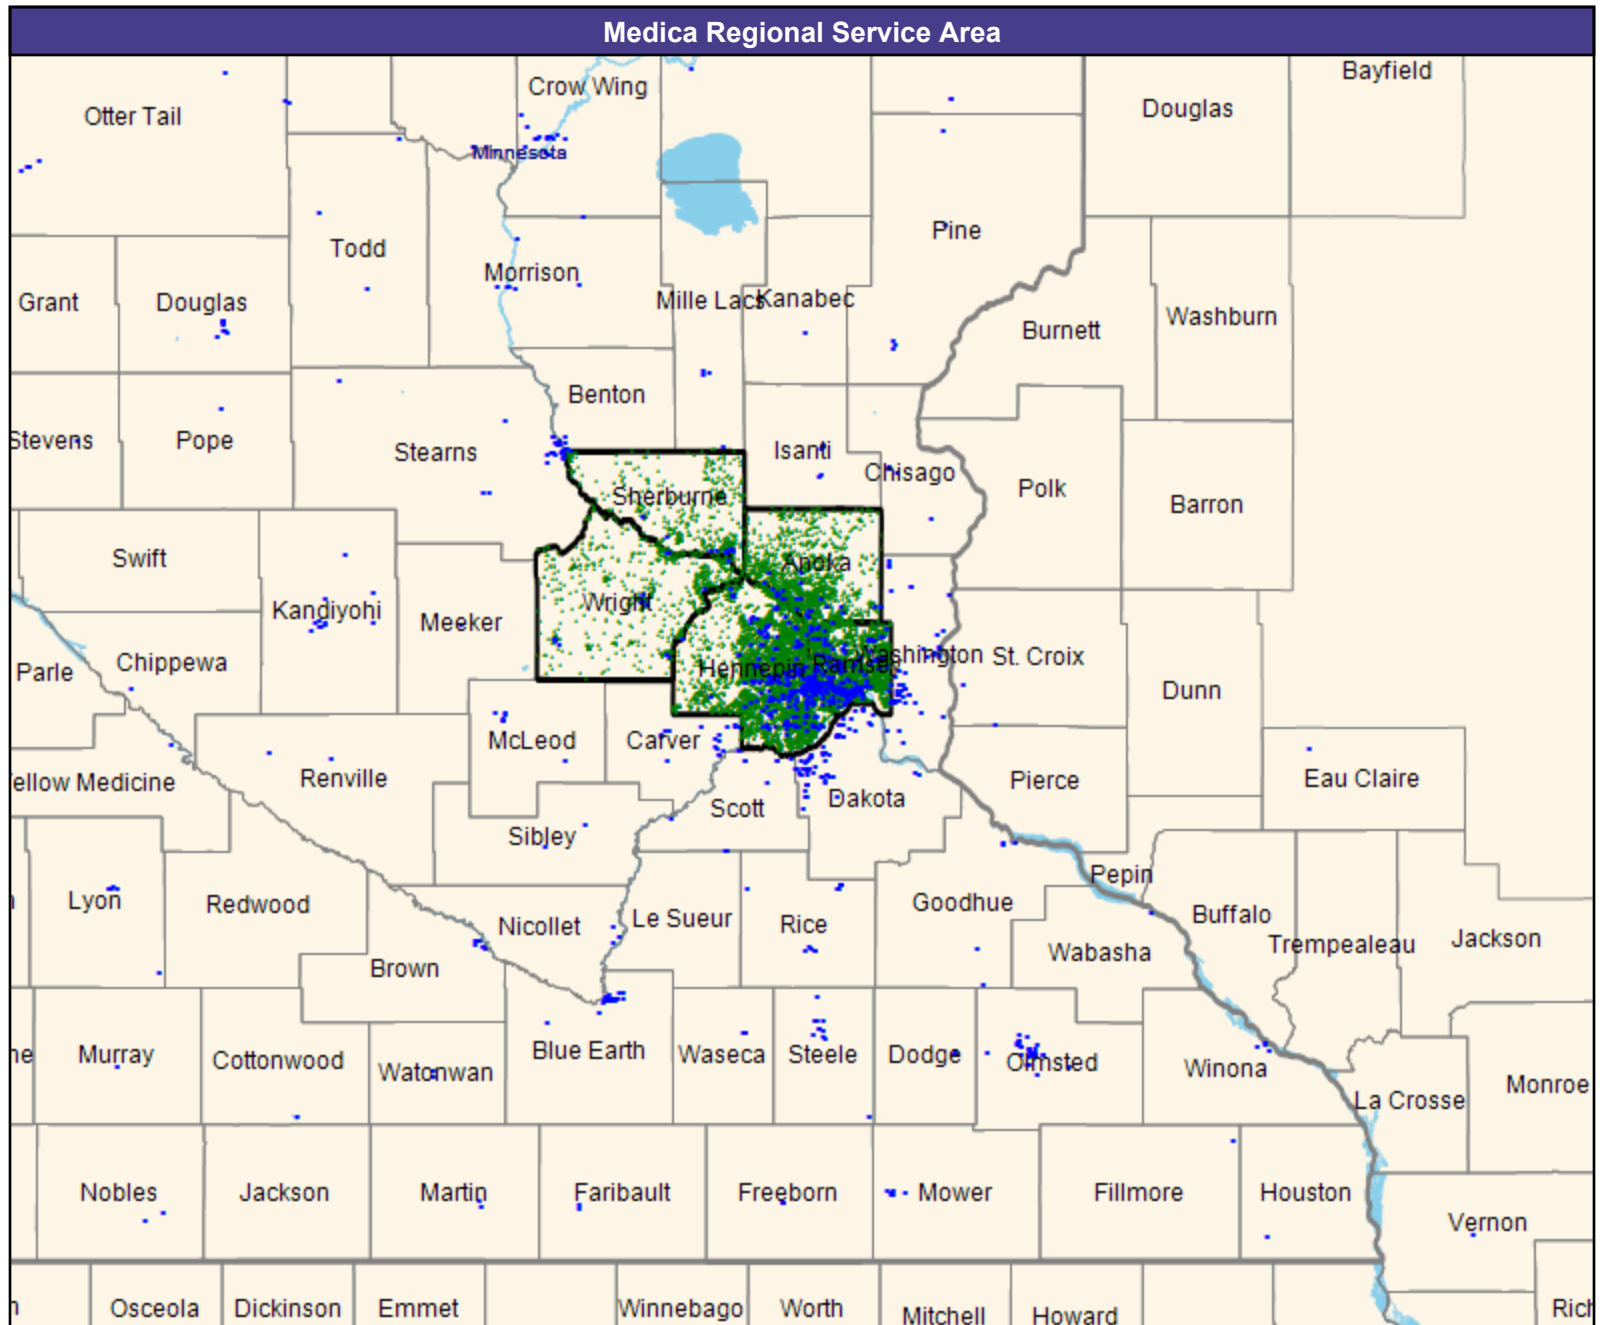 Medica Regional Service Area
Bayfield
Crow Wing
Douglas
Otter Tail
Minnesota
Pine
Todd
Morrison
Mille Lacs
Kanabec
Grant
Douglas
Washburn
Burnett
Benton
Stevens
Pope
Stearns
Isanti
Chisago
Polk
Barron
Sherburne
Swift
Anoka
Kandiyohi
Wright
Meeker
Washington
St. Croix
Hennepin
Ramsey
Parle
Chippewa
Dunn
McLeod
Carver
Renville
Yellow Medicine
Pierce
Eau Claire
Scott
Dakota
Sibley
Pepin
Lyon
Redwood
Goodhue
Buffalo
Nicollet
Le Sueur
Rice
Trempealeau
Jackson
Wabasha
Brown
Murray
Cottonwood
Blue Earth
Waseca
Steele
Dodge
Olmsted
Winona
Watonwan
Monroe
La Crosse
Nobles
Jackson
Martin
Faribault
Freeborn
Mower
Fillmore
Houston
Vernon
Osceola
Dickinson
Emmet
Winnebago
Worth
Mitchell
Howard
Rich